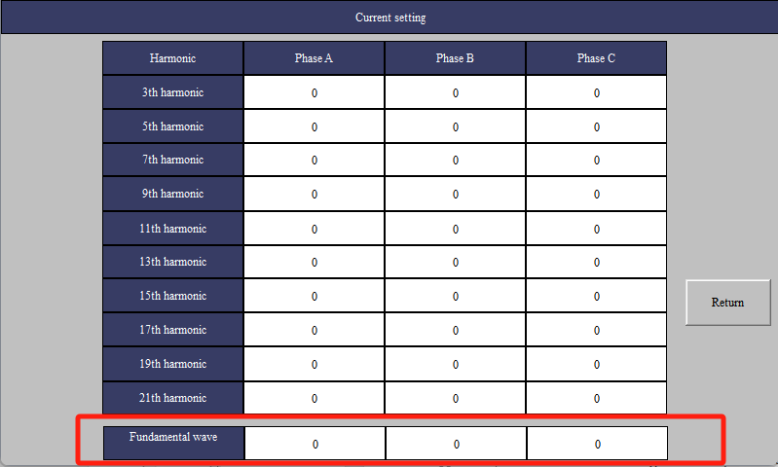 Current setting
Harmonic Phase A Phase B Phase C
3th harmonic 0 0 0
5th harmonic 0 0 0
7th harmonic 0 0 0
9th harmonic 0 0 0
11th harmonic 0 0 0
13th harmonic 0 0 0
15th harmonic 0 0 0
17th harmonic 0 0 0
19th harmonic 0 0 0
21th harmonic 0 0 0
Fundamental wave 0 0 0
Return